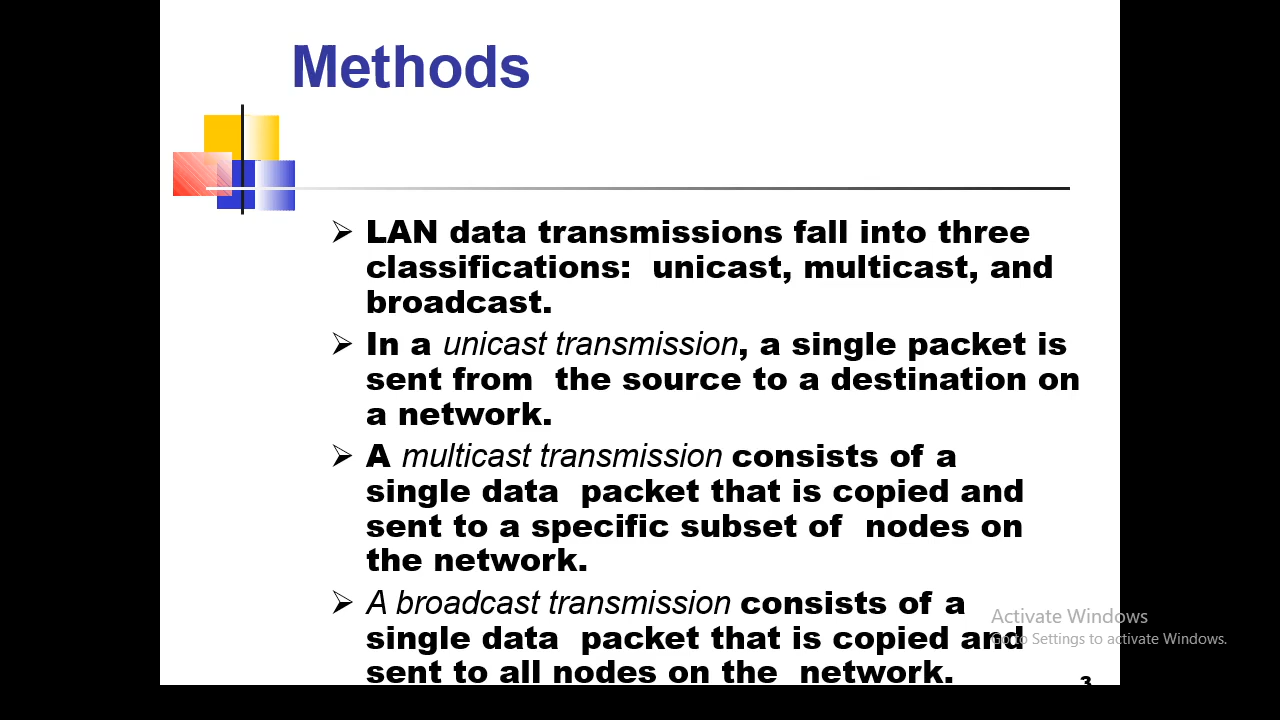 Methods
➢ LAN data transmissions fall into three
classifications: unicast, multicast, and
broadcast.
➢ In a unicast transmission, a single packet is
sent from the source to a destination on
a network.
➢ A multicast transmission consists of a
single data packet that is copied and
sent to a specific subset of nodes on
the network.
➢ A broadcast transmission consists of a
single data packet that is copied and
sent to all nodes on the network.
Activate Windows
Go to Settings to activate Windows.
3